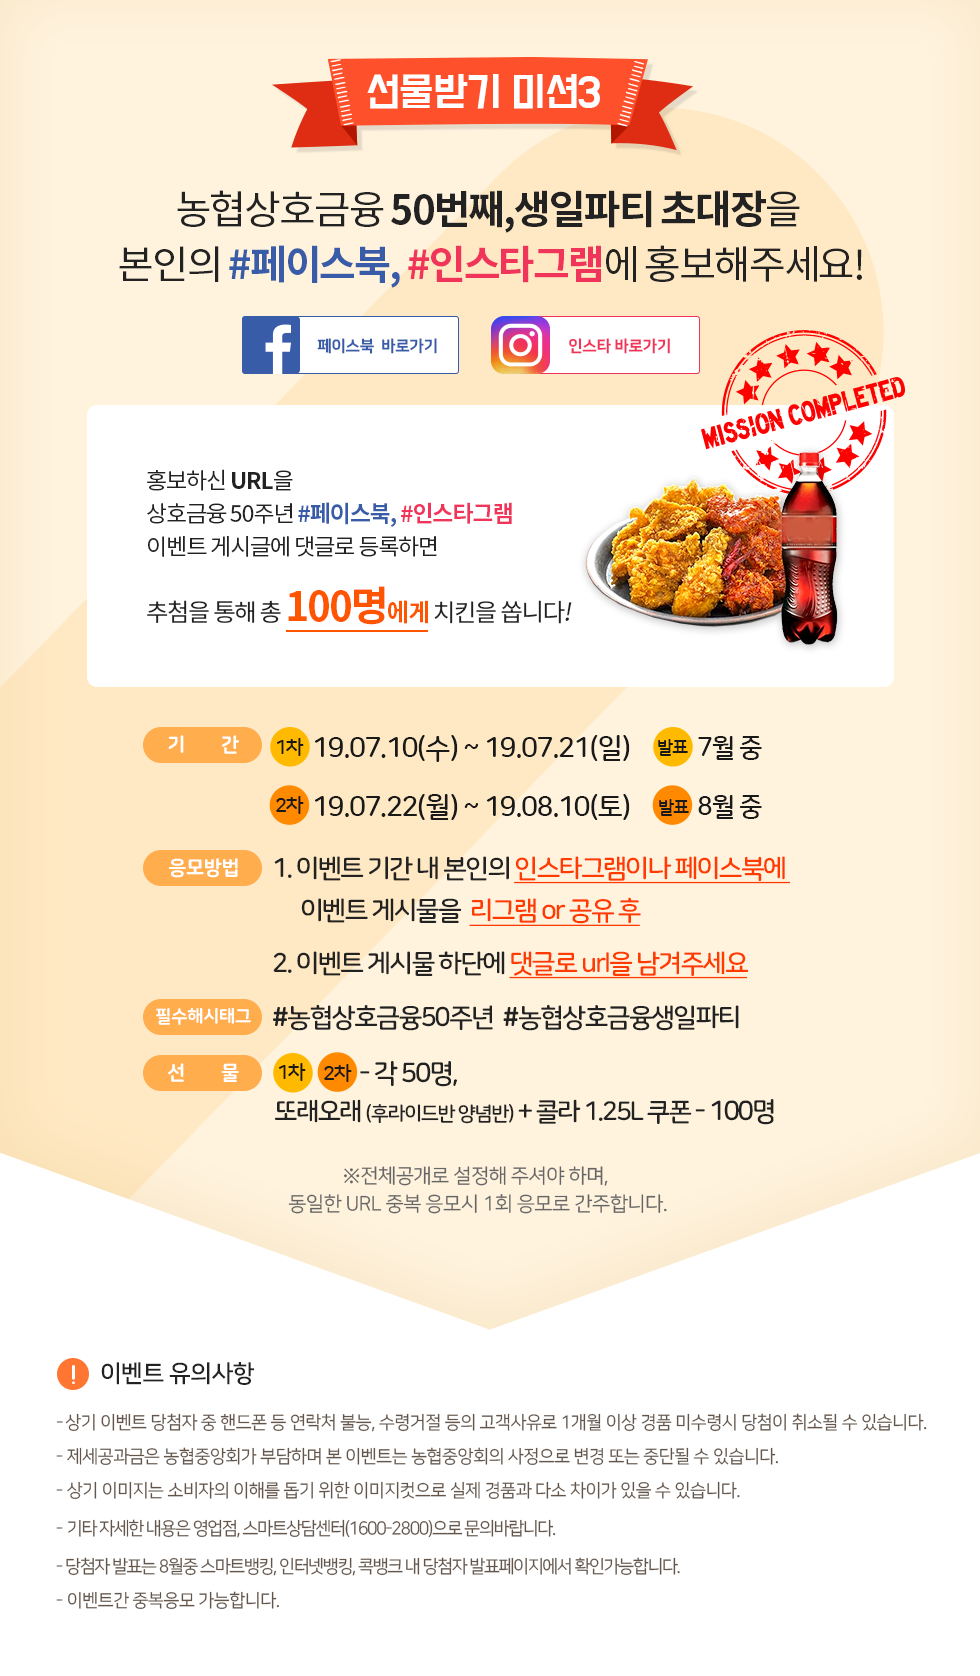 선물받기 미션3
농협상호금융 50번째,생일파티 초대장을
본인의 #페이스북, #인스타그램에 홍보해주세요!
페이스북 바로가기
인스타 바로가기
MISSION COMPLETED
홍보하신 URL을
상호금융 50주년 #페이스북, #인스타그램
이벤트 게시글에 댓글로 등록하면
추첨을 통해 총 100명에게 치킨을 쏩니다!
기 간 1차 19.07.10(수) ~ 19.07.21(일) 발표 7월 중
2차 19.07.22(월) ~ 19.08.10(토) 발표 8월 중
응모방법 1. 이벤트 기간 내 본인의 인스타그램이나 페이스북에
이벤트 게시물을 리그램 or 공유 후
2. 이벤트 게시물 하단에 댓글로 url을 남겨주세요
필수해시태그 #농협상호금융50주년 #농협상호금융생일파티
선 물 1차 2차 - 각 50명,
또래오래 (후라이드반 양념반) + 콜라 1.25L 쿠폰 - 100명
※전체공개로 설정해 주셔야 하며,
동일한 URL 중복 응모시 1회 응모로 간주합니다.
! 이벤트 유의사항
- 상기 이벤트 당첨자 중 핸드폰 등 연락처 불능, 수령거절 등의 고객사유로 1개월 이상 경품 미수령시 당첨이 취소될 수 있습니다.
- 제세공과금은 농협중앙회가 부담하며 본 이벤트는 농협중앙회의 사정으로 변경 또는 중단될 수 있습니다.
- 상기 이미지는 소비자의 이해를 돕기 위한 이미지컷으로 실제 경품과 다소 차이가 있을 수 있습니다.
- 기타 자세한 내용은 영업점, 스마트상담센터(1600-2800)으로 문의바랍니다.
- 당첨자 발표는 8월중 스마트뱅킹, 인터넷뱅킹, 콕뱅크 내 당첨자 발표페이지에서 확인가능합니다.
- 이벤트간 중복응모 가능합니다.